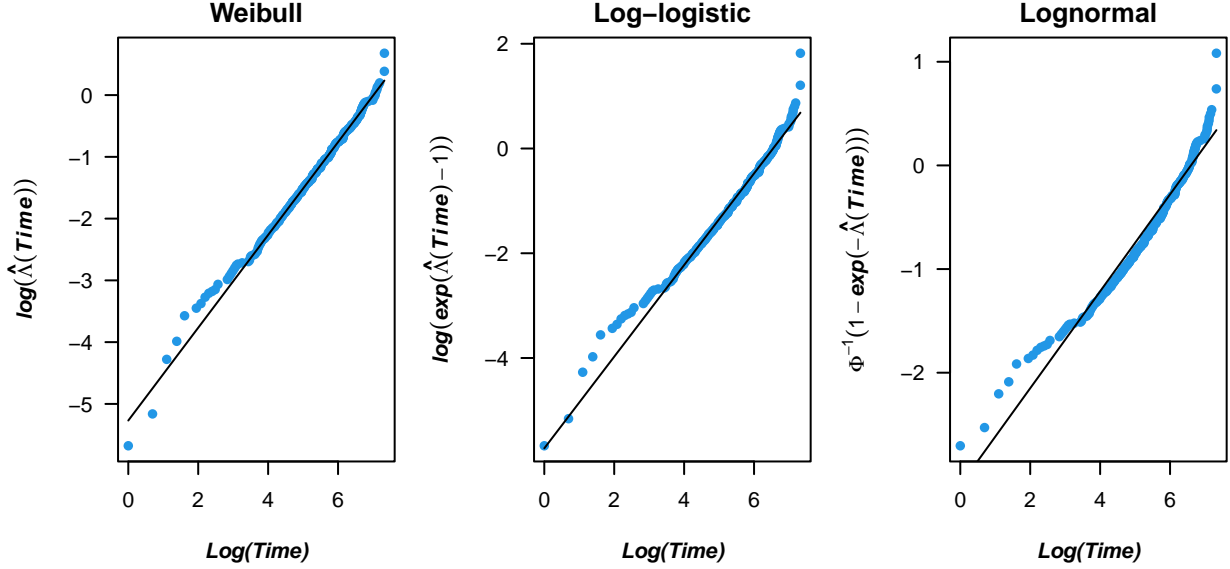 Weibull
log(Λ̂(Time))
0
−1
−2
−3
−4
−5
0 2 4 6
Log(Time)
Log−logistic
log(exp(Λ̂(Time)−1))
2
0
−2
−4
0 2 4 6
Log(Time)
Lognormal
Φ⁻¹(1−exp(−Λ̂(Time)))
1
0
−1
−2
0 2 4 6
Log(Time)